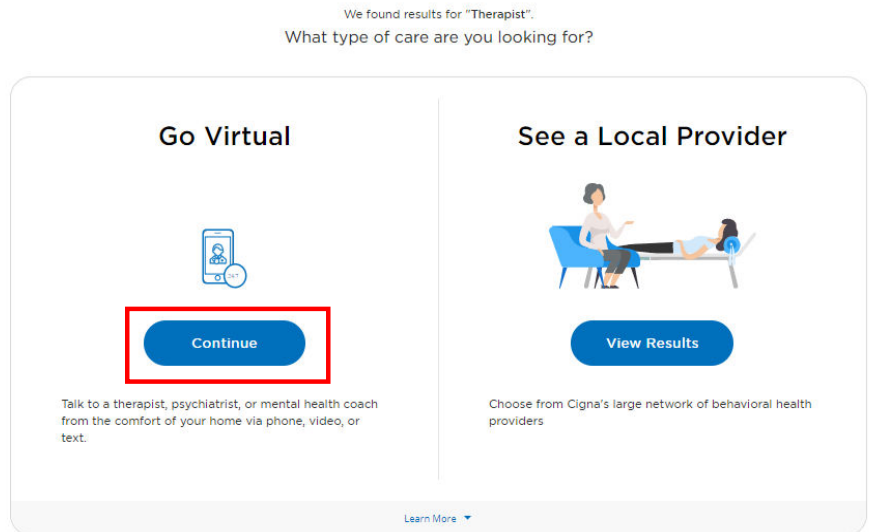 We found results for "Therapist".
What type of care are you looking for?
Go Virtual
24/7
Continue
Talk to a therapist, psychiatrist, or mental health coach
from the comfort of your home via phone, video, or
text.
See a Local Provider
View Results
Choose from Cigna's large network of behavioral health
providers
Learn More